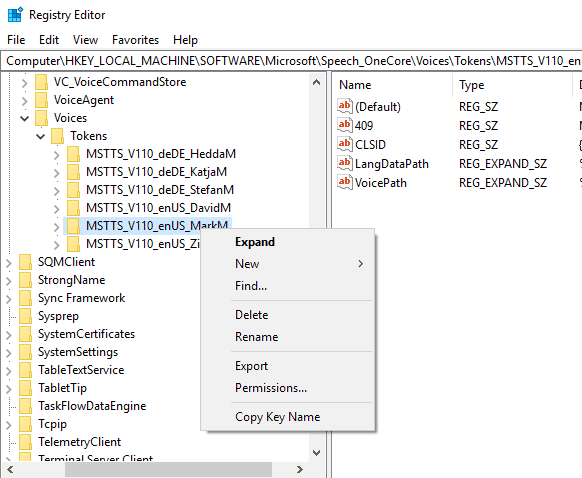 Registry Editor
File Edit View Favorites Help
Computer\HKEY_LOCAL_MACHINE\SOFTWARE\Microsoft\Speech_OneCore\Voices\Tokens\MSTTS_V110_en
VC_VoiceCommandStore
VoiceAgent
Voices
Tokens
MSTTS_V110_deDE_HeddaM
MSTTS_V110_deDE_KatjaM
MSTTS_V110_deDE_StefanM
MSTTS_V110_enUS_DavidM
MSTTS_V110_enUS_MarkM
MSTTS_V110_enUS_Zi
SQMClient
StrongName
Sync Framework
Sysprep
SystemCertificates
SystemSettings
TableTextService
TabletTip
TaskFlowDataEngine
Tcpip
TelemetryClient
Terminal Server Client
Expand
New
Find...
Delete
Rename
Export
Permissions...
Copy Key Name
Name Type D
(Default) REG_SZ
409 REG_SZ
CLSID REG_SZ {
LangDataPath REG_EXPAND_SZ %
VoicePath REG_EXPAND_SZ %